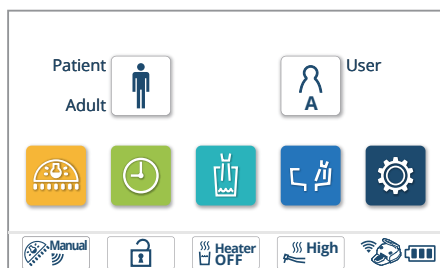 Patient
User
Adult
A
Manual
Heater
OFF
High